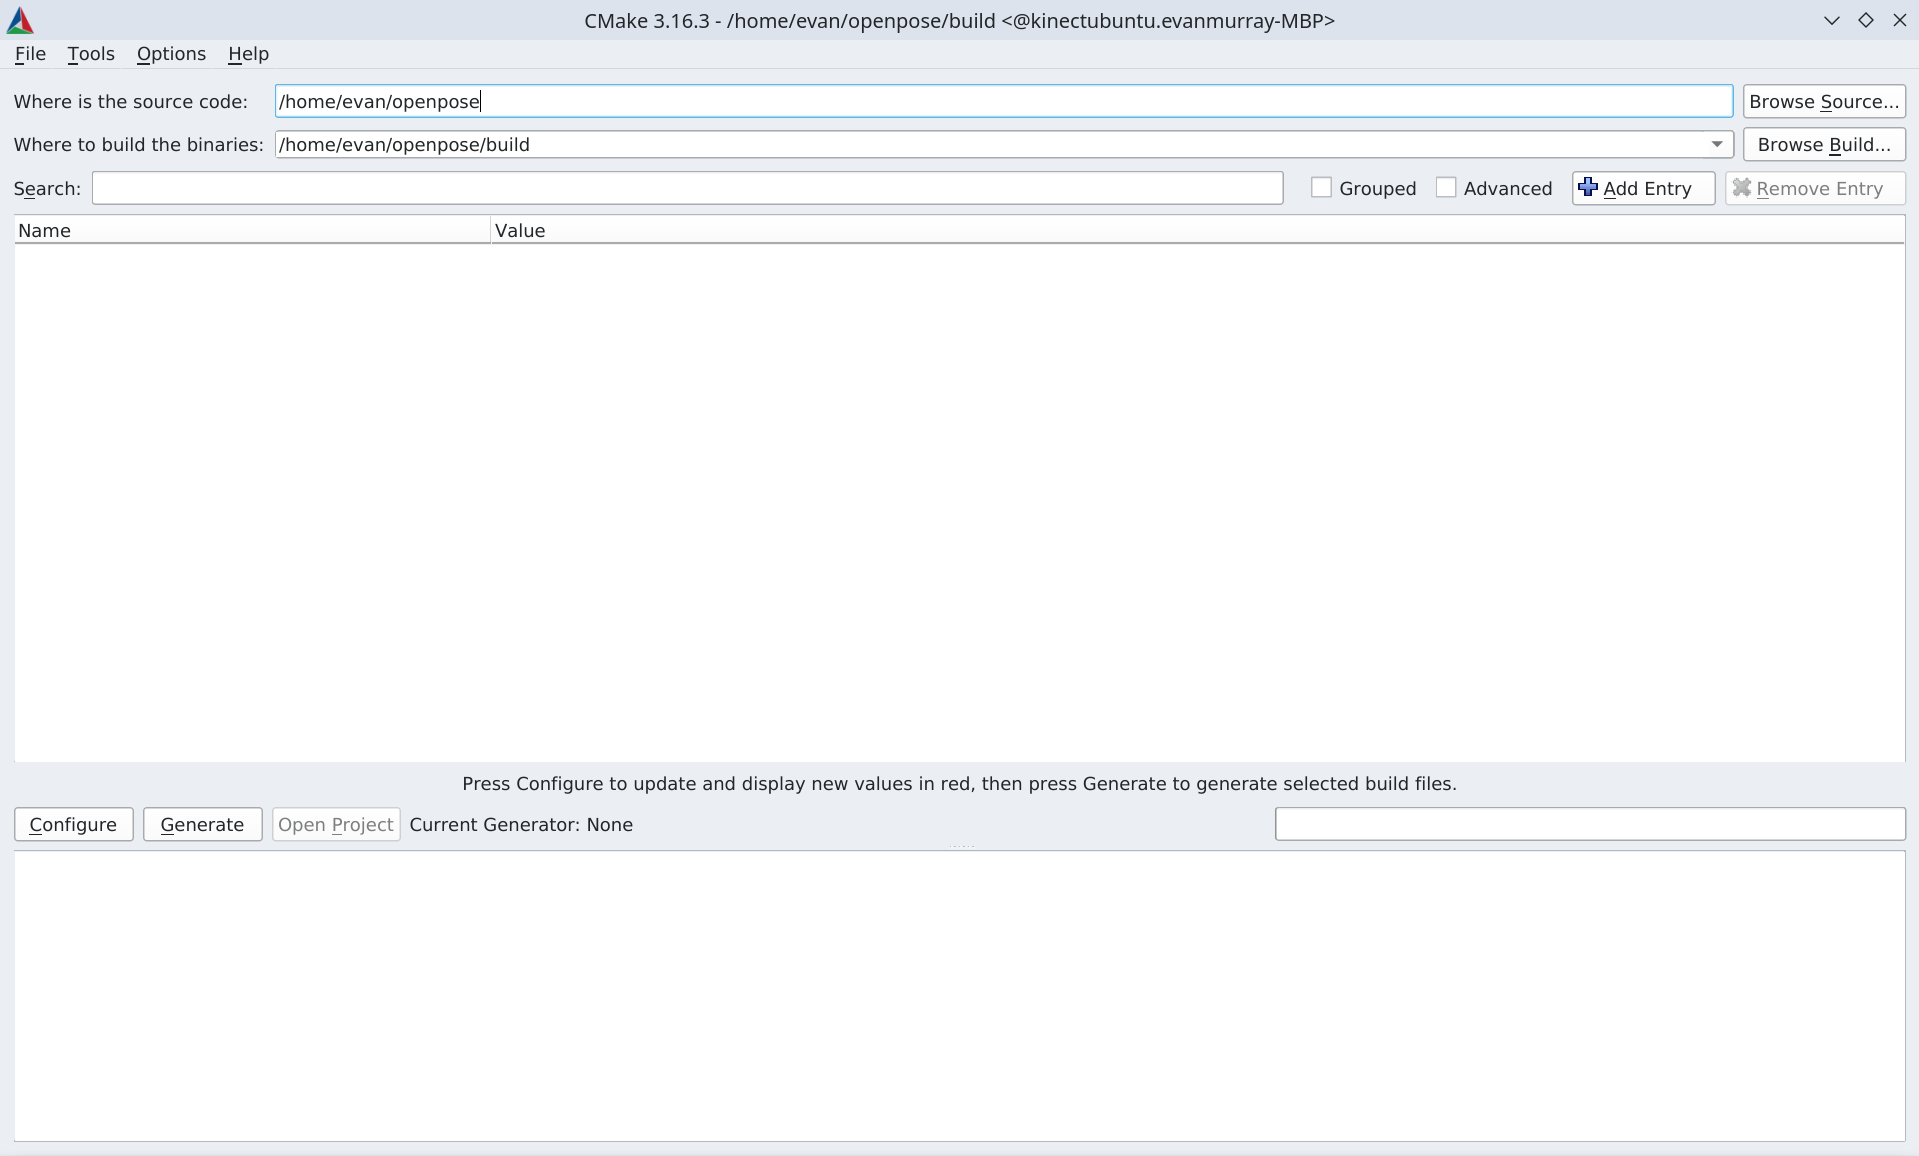 CMake 3.16.3 - /home/evan/openpose/build <@kinectubuntu.evanmurray-MBP>
File Tools Options Help
Where is the source code: /home/evan/openpose Browse Source...
Where to build the binaries: /home/evan/openpose/build Browse Build...
Search: Grouped Advanced Add Entry Remove Entry
Name Value
Press Configure to update and display new values in red, then press Generate to generate selected build files.
Configure Generate Open Project Current Generator: None